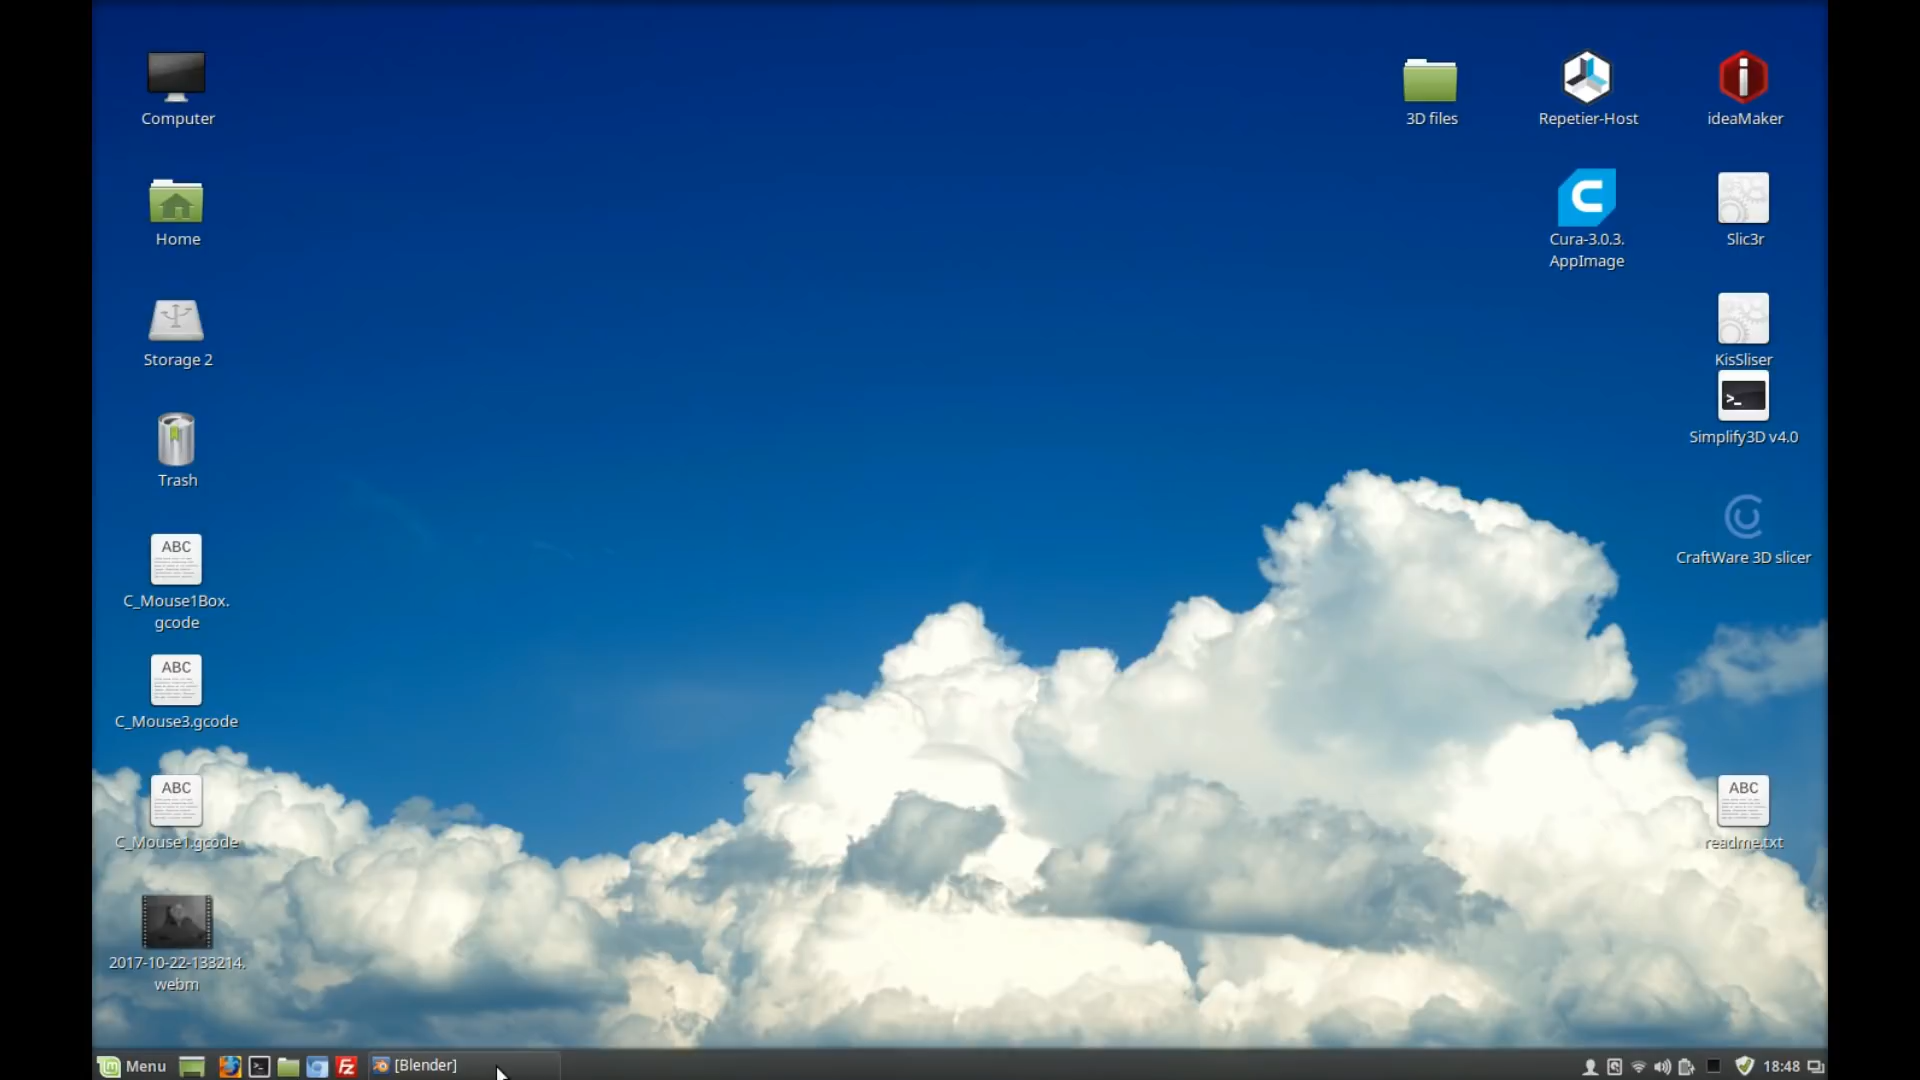 Computer
Home
Storage 2
Trash
ABC
C_Mouse1Box.
gcode
ABC
C_Mouse3.gcode
ABC
C_Mouse1.gcode
2017-10-22-133214.
webm
3D files
Repetier-Host
ideaMaker
Cura-3.0.3.
AppImage
Slic3r
KisSliser
>_
Simplify3D v4.0
CraftWare 3D slicer
ABC
readme.txt
Menu
>_
Fz
[Blender]
18:48